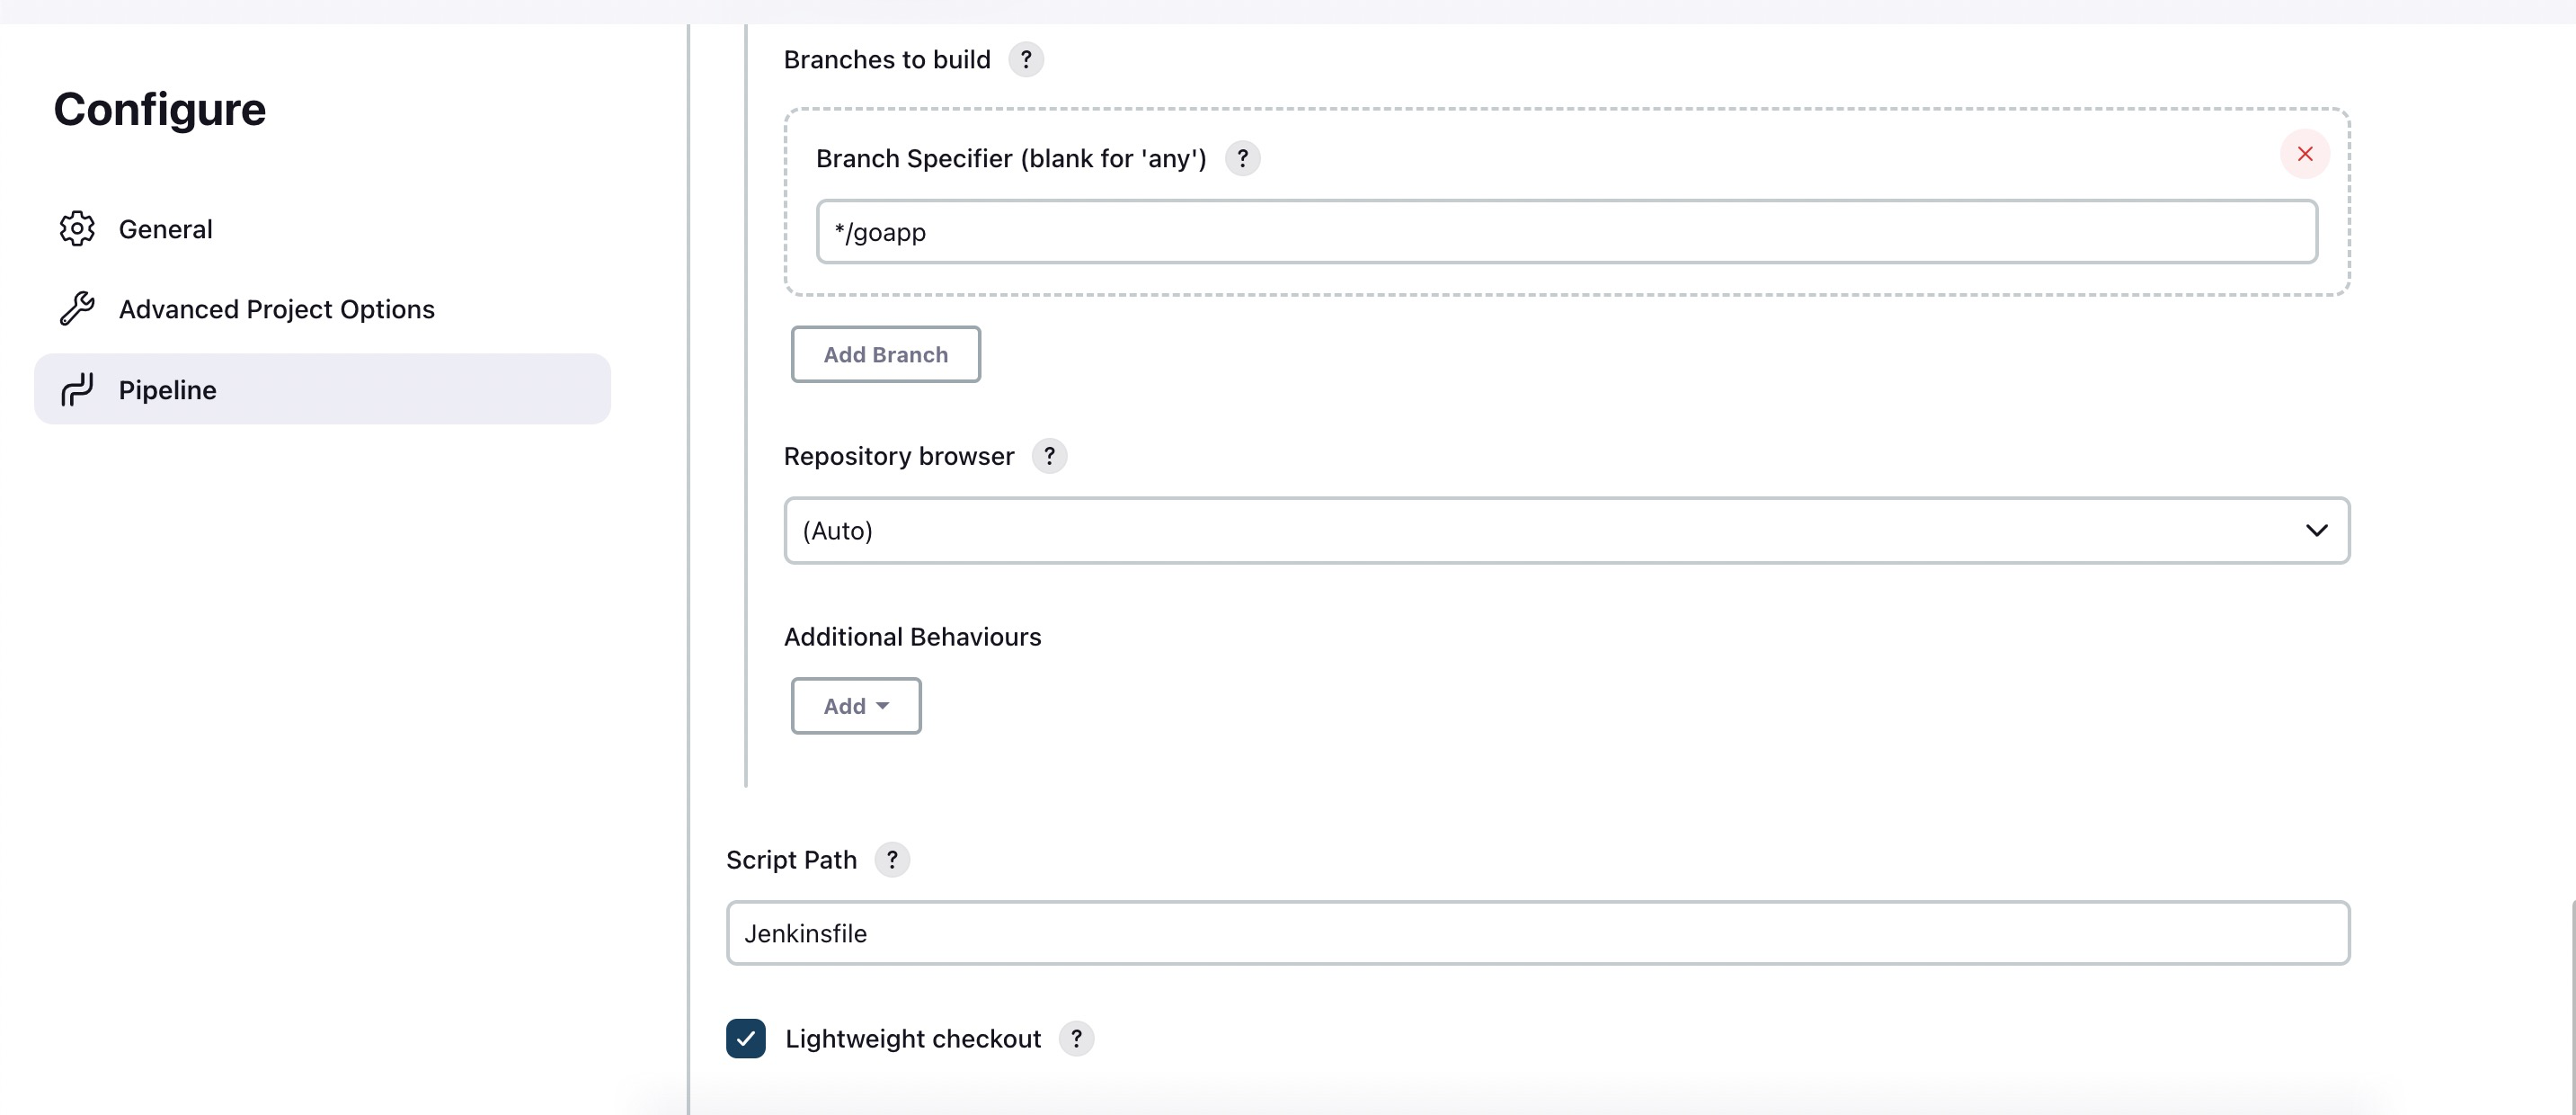 Configure
General
Advanced Project Options
Pipeline
Branches to build ?
Branch Specifier (blank for 'any') ?
*/goapp
Add Branch
Repository browser ?
(Auto)
Additional Behaviours
Add
Script Path ?
Jenkinsfile
Lightweight checkout ?